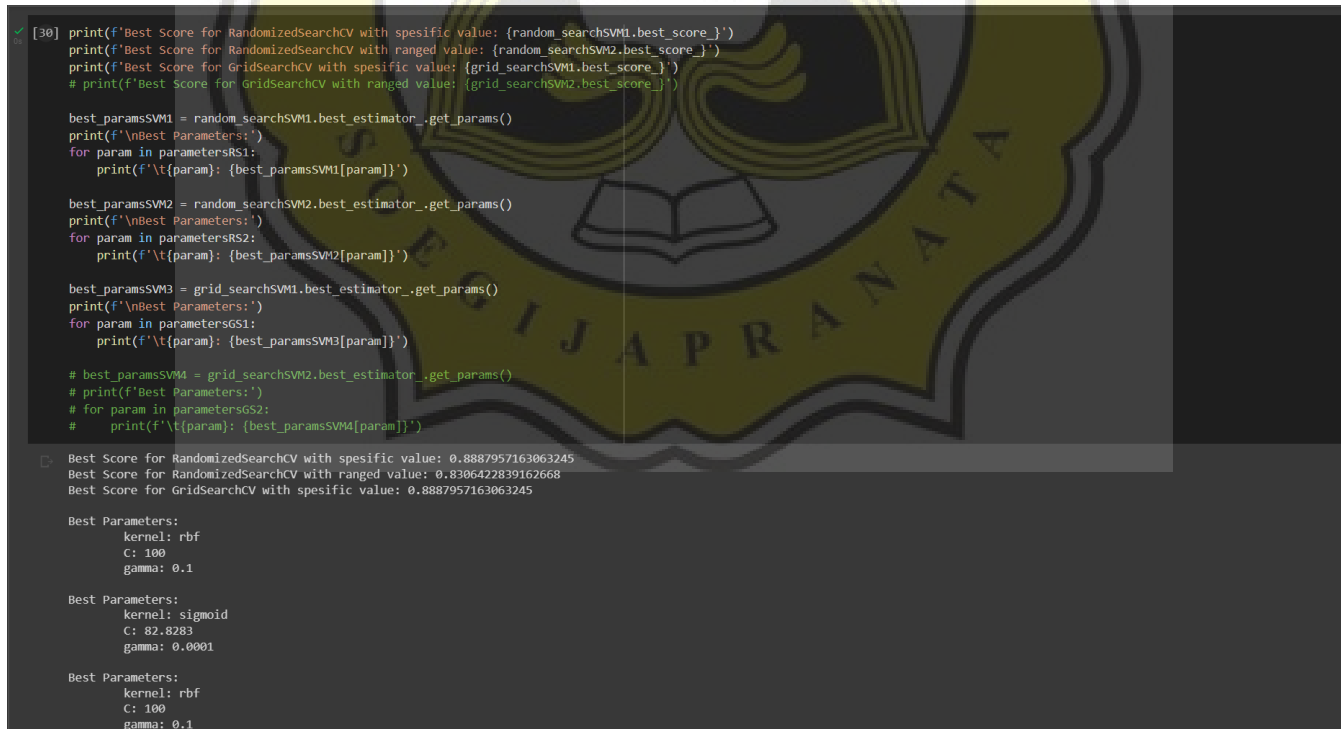 [30] print(f'Best Score for RandomizedSearchCV with spesific value: {random_searchSVM1.best_score_}')
print(f'Best Score for RandomizedSearchCV with ranged value: {random_searchSVM2.best_score_}')
print(f'Best Score for GridSearchCV with spesific value: {grid_searchSVM1.best_score_}')
# print(f'Best Score for GridSearchCV with ranged value: {grid_searchSVM2.best_score_}')
best_paramsSVM1 = random_searchSVM1.best_estimator_.get_params()
print(f'\nBest Parameters:')
for param in parametersRS1:
    print(f'\t{param}: {best_paramsSVM1[param]}')
best_paramsSVM2 = random_searchSVM2.best_estimator_.get_params()
print(f'\nBest Parameters:')
for param in parametersRS2:
    print(f'\t{param}: {best_paramsSVM2[param]}')
best_paramsSVM3 = grid_searchSVM1.best_estimator_.get_params()
print(f'\nBest Parameters:')
for param in parametersGS1:
    print(f'\t{param}: {best_paramsSVM3[param]}')
# best_paramsSVM4 = grid_searchSVM2.best_estimator_.get_params()
# print(f'Best Parameters:')
# for param in parametersGS2:
#     print(f'\t{param}: {best_paramsSVM4[param]}')
Best Score for RandomizedSearchCV with spesific value: 0.8887957163063245
Best Score for RandomizedSearchCV with ranged value: 0.8306422839162668
Best Score for GridSearchCV with spesific value: 0.8887957163063245
Best Parameters:
kernel: rbf
C: 100
gamma: 0.1
Best Parameters:
kernel: sigmoid
C: 82.8283
gamma: 0.0001
Best Parameters:
kernel: rbf
C: 100
gamma: 0.1
SOEGIJAPRANATA